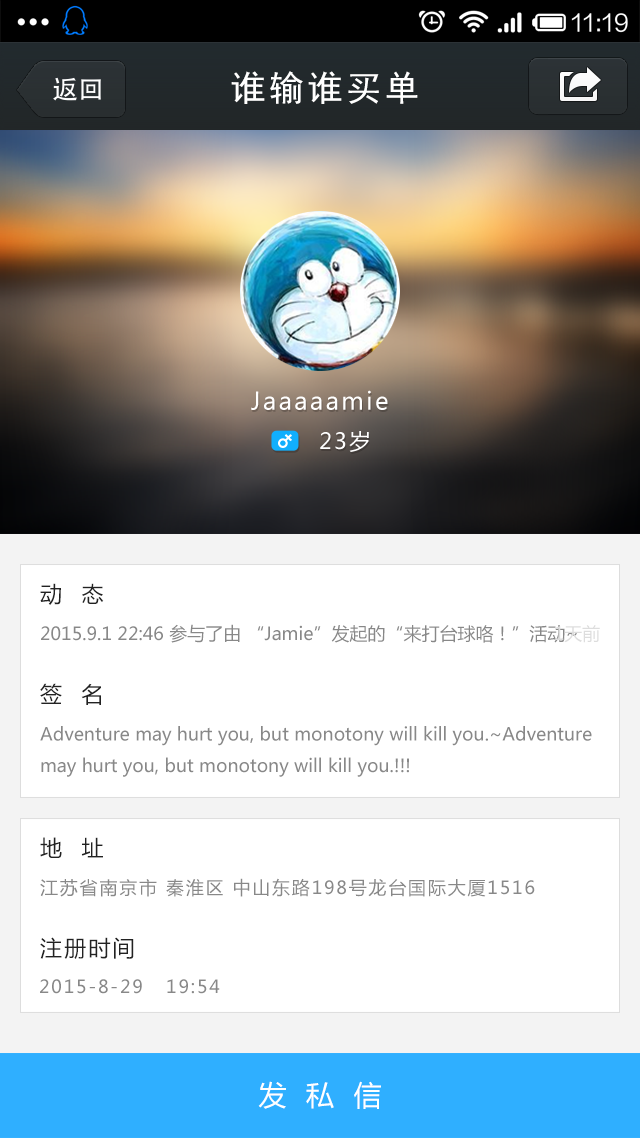 11:19
返回
谁输谁买单
Jaaaaamie
23岁
动 态
2015.9.1 22:46 参与了由 “Jamie” 发起的 “来打台球咯！” 活动天前
签 名
Adventure may hurt you, but monotony will kill you.~Adventure
may hurt you, but monotony will kill you.!!!
地 址
江苏省南京市 秦淮区 中山东路198号龙台国际大厦1516
注册时间
2015-8-29 19:54
发 私 信